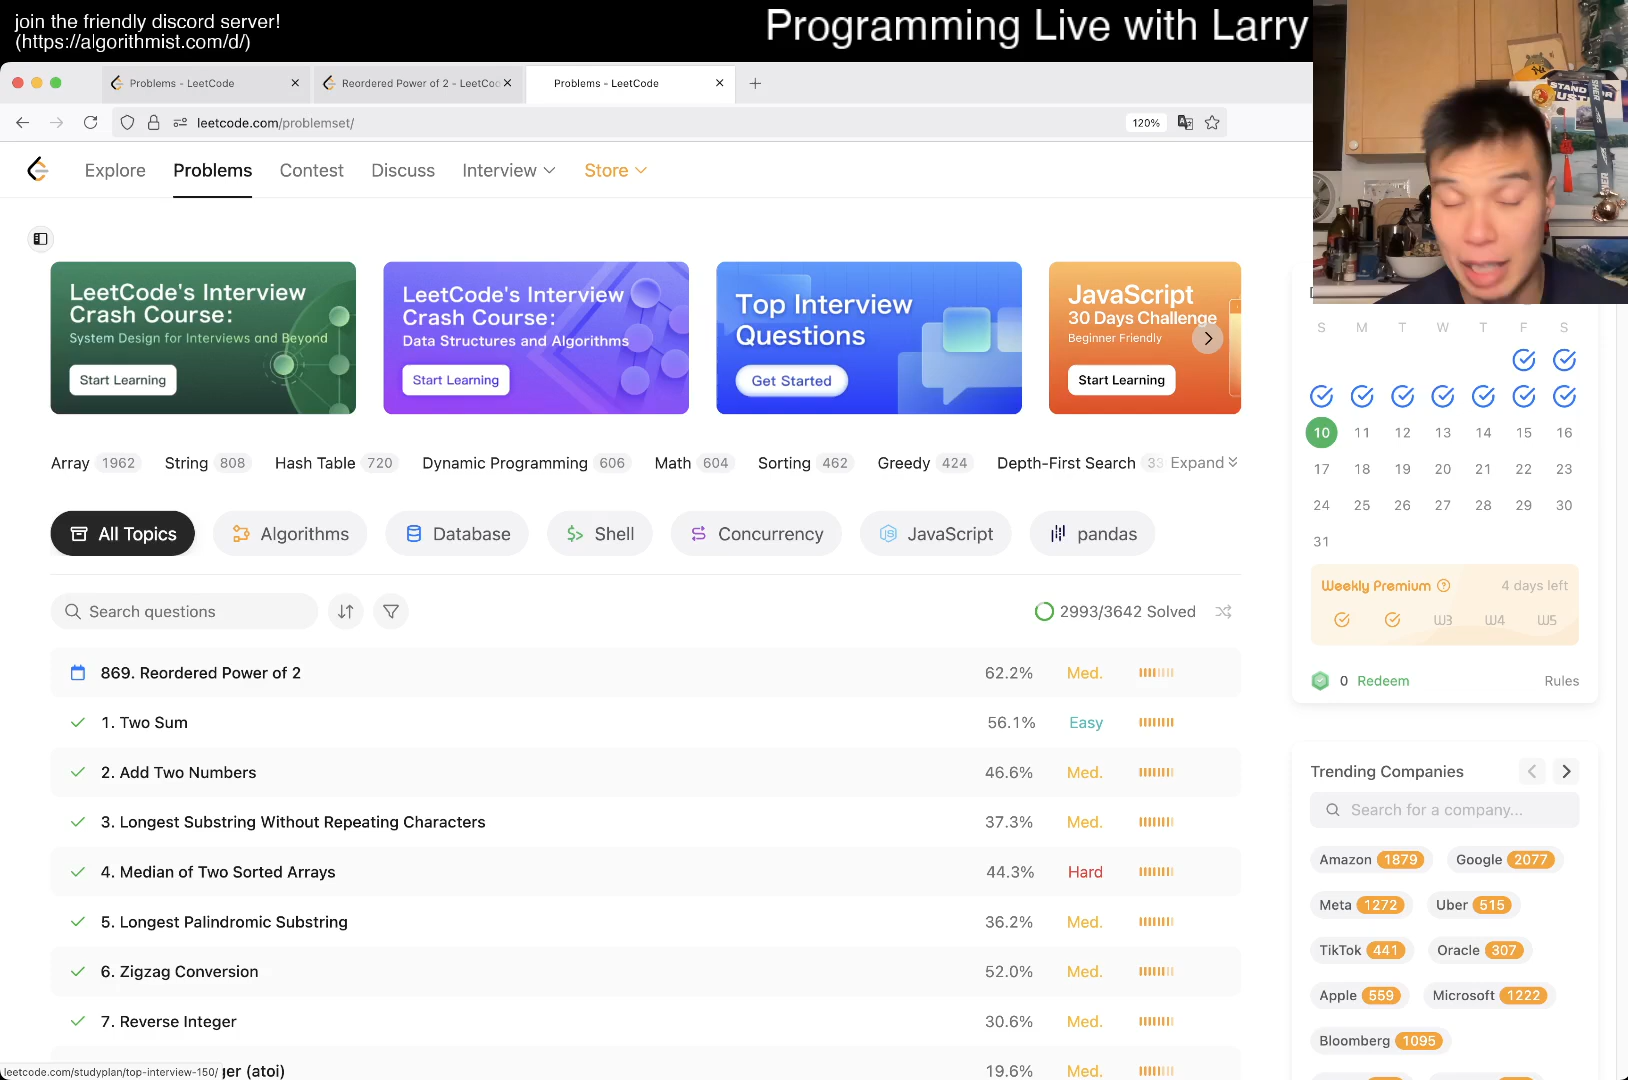 join the friendly discord server!
(https://algorithmist.com/d/)
Programming Live with Larry
Problems - LeetCode
Reordered Power of 2 - LeetCo
Problems - LeetCode
leetcode.com/problemset/
120%
Explore
Problems
Contest
Discuss
Interview
Store
LeetCode's Interview
Crash Course:
System Design for Interviews and Beyond
Start Learning
LeetCode's Interview
Crash Course:
Data Structures and Algorithms
Start Learning
Top Interview
Questions
Get Started
JavaScript
30 Days Challenge
Beginner Friendly
Start Learning
Array 1962
String 808
Hash Table 720
Dynamic Programming 606
Math 604
Sorting 462
Greedy 424
Depth-First Search 33
Expand
All Topics
Algorithms
Database
Shell
Concurrency
JavaScript
pandas
Search questions
2993/3642 Solved
869. Reordered Power of 2 62.2% Med.
1. Two Sum 56.1% Easy
2. Add Two Numbers 46.6% Med.
3. Longest Substring Without Repeating Characters 37.3% Med.
4. Median of Two Sorted Arrays 44.3% Hard
5. Longest Palindromic Substring 36.2% Med.
6. Zigzag Conversion 52.0% Med.
7. Reverse Integer 30.6% Med.
ger (atoi) 19.6% Med.
leetcode.com/studyplan/top-interview-150/
STAND FOR
S M T W T F S
10 11 12 13 14 15 16
17 18 19 20 21 22 23
24 25 26 27 28 29 30
31
Weekly Premium 4 days left
W3 W4 W5
0 Redeem Rules
Trending Companies
Search for a company...
Amazon 1879
Google 2077
Meta 1272
Uber 515
TikTok 441
Oracle 307
Apple 559
Microsoft 1222
Bloomberg 1095